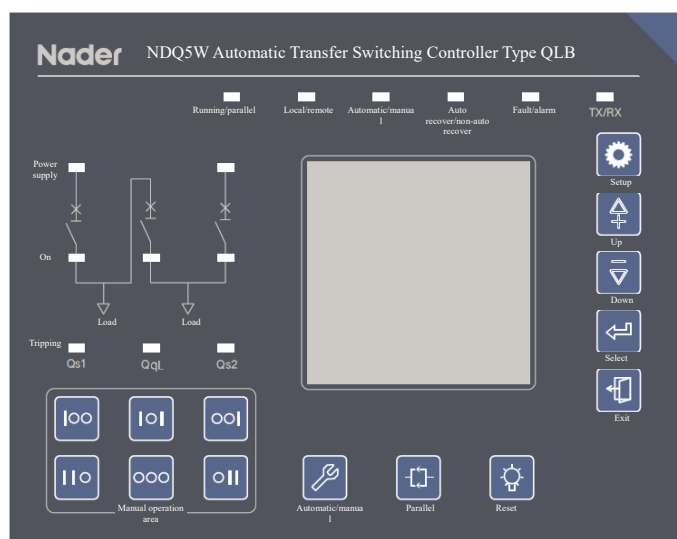 Nader NDQ5W Automatic Transfer Switching Controller Type QLB
Running/parallel
Local/remote
Automatic/manua
l
Auto
recover/non-auto
recover
Fault/alarm
TX/RX
Power
supply
On
Load
Load
Tripping
Qs1
QqL
Qs2
Manual operation
area
Setup
Up
Down
Select
Exit
Automatic/manua
l
Parallel
Reset